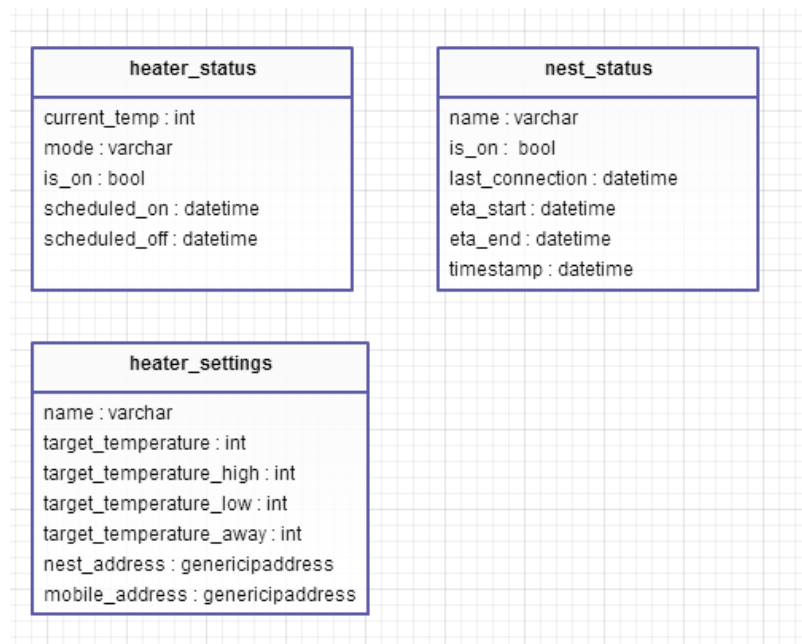 heater_status
current_temp : int
mode : varchar
is_on : bool
scheduled_on : datetime
scheduled_off : datetime
nest_status
name : varchar
is_on : bool
last_connection : datetime
eta_start : datetime
eta_end : datetime
timestamp : datetime
heater_settings
name : varchar
target_temperature : int
target_temperature_high : int
target_temperature_low : int
target_temperature_away : int
nest_address : genericipaddress
mobile_address : genericipaddress